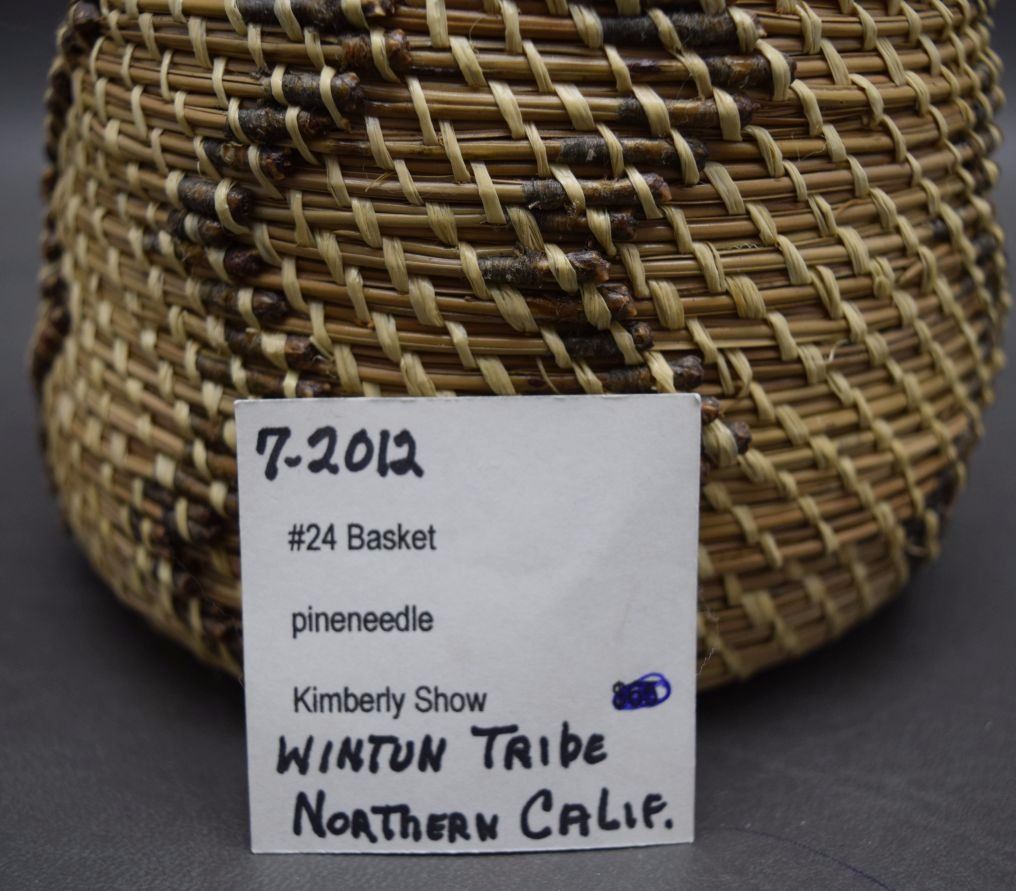 7-2012
#24 Basket
pineneedle
Kimberly Show
WINTUN TRIBE
NORTHERN CALIF.